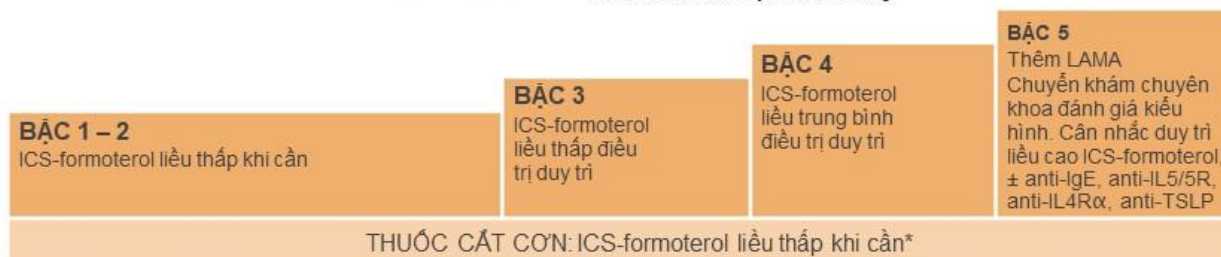 BẬC 1 – 2
ICS-formoterol liều thấp khi cần
BẬC 3
ICS-formoterol
liều thấp điều
trị duy trì
BẬC 4
ICS-formoterol
liều trung bình
điều trị duy trì
BẬC 5
Thêm LAMA
Chuyển khám chuyên
khoa đánh giá kiểu
hình. Cân nhắc duy trì
liều cao ICS-formoterol,
± anti-IgE, anti-IL5/5R,
anti-IL4Rα, anti-TSLP
THUỐC CẮT CƠN: ICS-formoterol liều thấp khi cần*